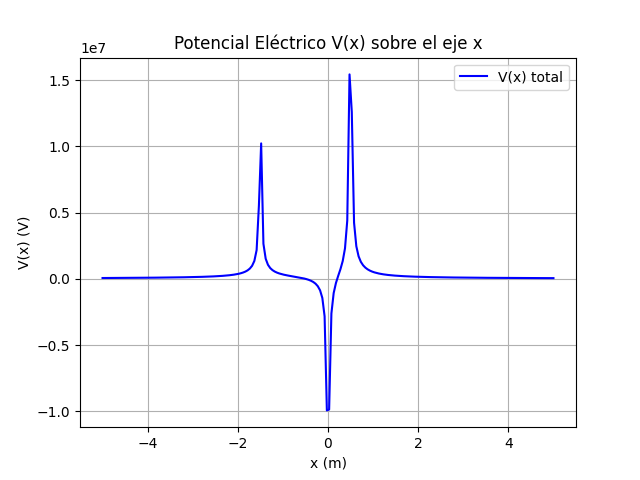 Potencial Eléctrico V(x) sobre el eje x
1e7
V(x) total
1.5
1.0
0.5
0.0
−0.5
−1.0
V(x) (V)
−4 −2 0 2 4
x (m)